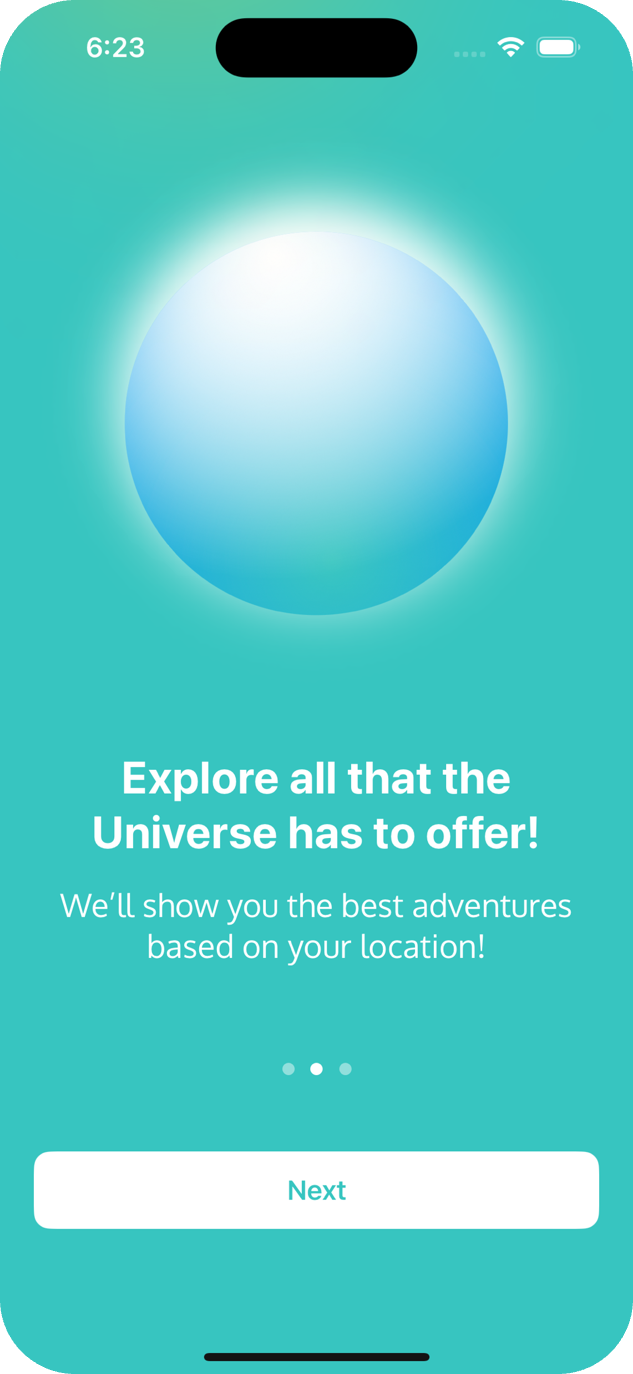 6:23
Explore all that the
Universe has to offer!
We’ll show you the best adventures
based on your location!
Next